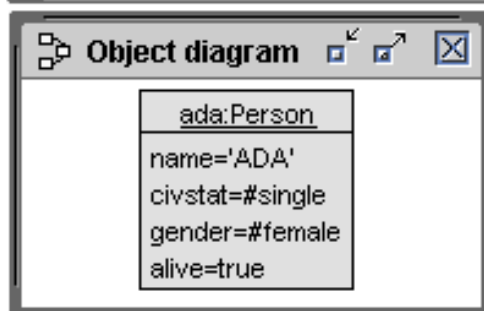 Object diagram
ada:Person
name='ADA'
civstat=#single
gender=#female
alive=true